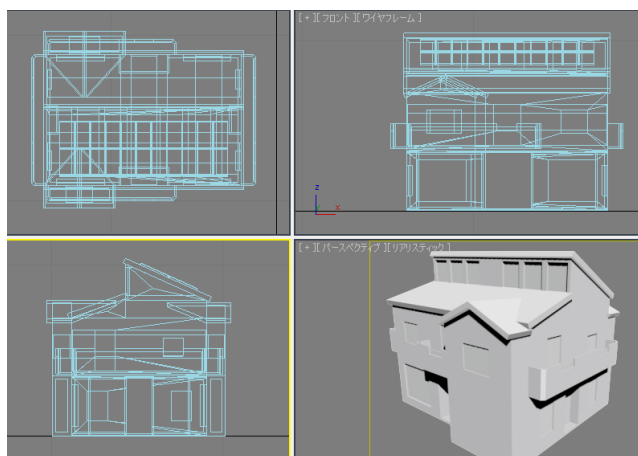 [ + ][ フロント ][ ワイヤフレーム ]
z
y
x
[ + ][ パースペクティブ ][ リアリスティック ]